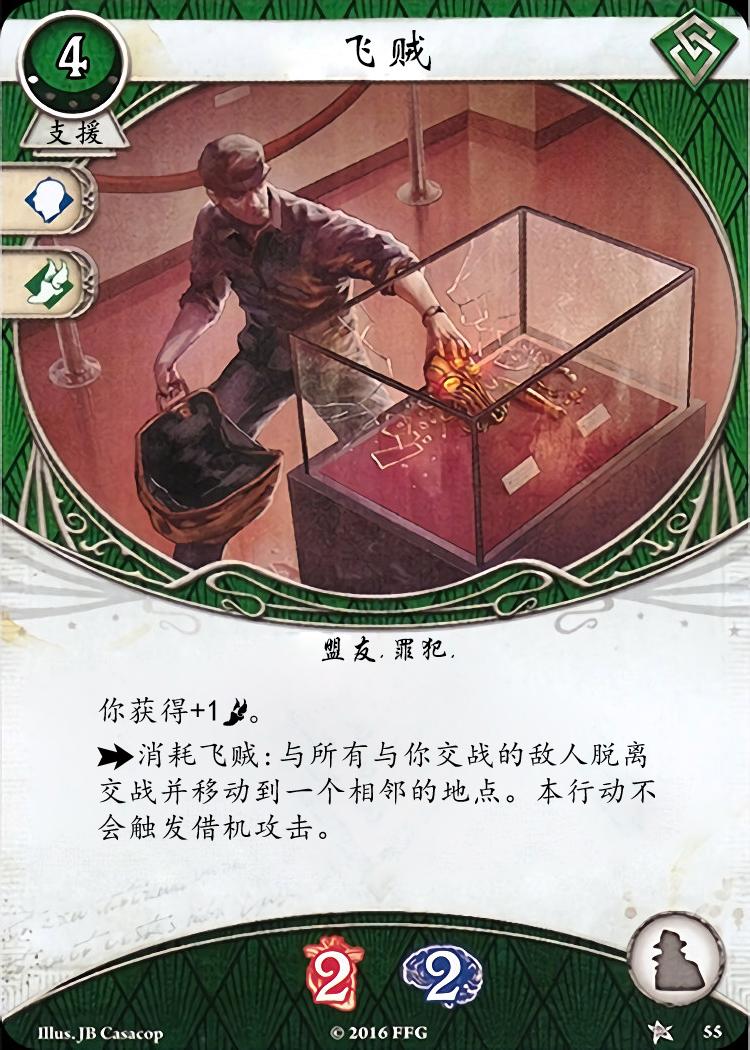 4
飞贼
支援
盟友.罪犯.
你获得+1。
消耗飞贼:与所有与你交战的敌人脱离
交战并移动到一个相邻的地点。本行动不
会触发借机攻击。
2 2
Illus. JB Casacop © 2016 FFG 55